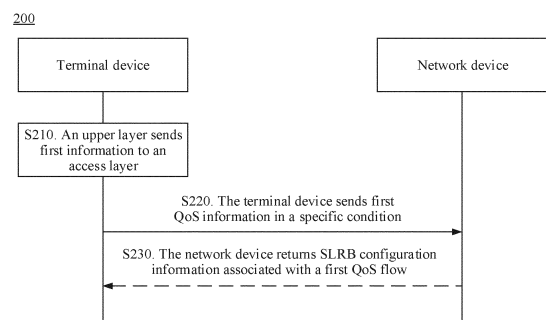 200
Terminal device
Network device
S210. An upper layer sends
first information to an
access layer
S220. The terminal device sends first
QoS information in a specific condition
S230. The network device returns SLRB configuration
information associated with a first QoS flow